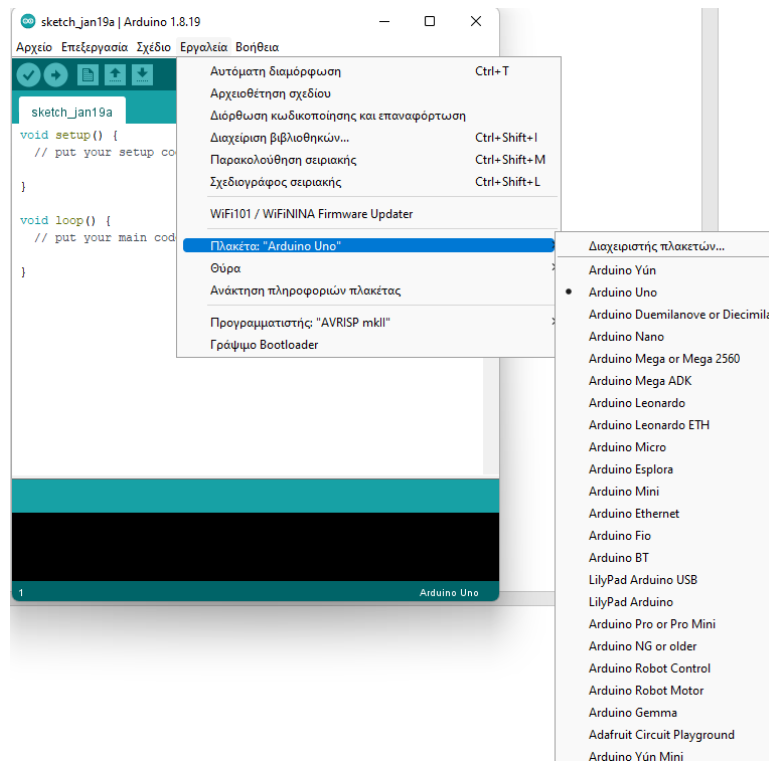 sketch_jan19a | Arduino 1.8.19
Αρχείο Επεξεργασία Σχέδιο Εργαλεία Βοήθεια
sketch_jan19a
void setup() {
// put your setup co
}
void loop() {
// put your main cod
}
1
Arduino Uno
Αυτόματη διαμόρφωση Ctrl+T
Αρχειοθέτηση σχεδίου
Διόρθωση κωδικοποίησης και επαναφόρτωση
Διαχείριση βιβλιοθηκών... Ctrl+Shift+I
Παρακολούθηση σειριακής Ctrl+Shift+M
Σχεδιογράφος σειριακής Ctrl+Shift+L
WiFi101 / WiFiNINA Firmware Updater
Πλακέτα: "Arduino Uno"
Θύρα
Ανάκτηση πληροφοριών πλακέτας
Προγραμματιστής: "AVRISP mkII"
Γράψιμο Bootloader
Διαχειριστής πλακετών...
Arduino Yún
Arduino Uno
Arduino Duemilanove or Diecimila
Arduino Nano
Arduino Mega or Mega 2560
Arduino Mega ADK
Arduino Leonardo
Arduino Leonardo ETH
Arduino Micro
Arduino Esplora
Arduino Mini
Arduino Ethernet
Arduino Fio
Arduino BT
LilyPad Arduino USB
LilyPad Arduino
Arduino Pro or Pro Mini
Arduino NG or older
Arduino Robot Control
Arduino Robot Motor
Arduino Gemma
Adafruit Circuit Playground
Arduino Yún Mini